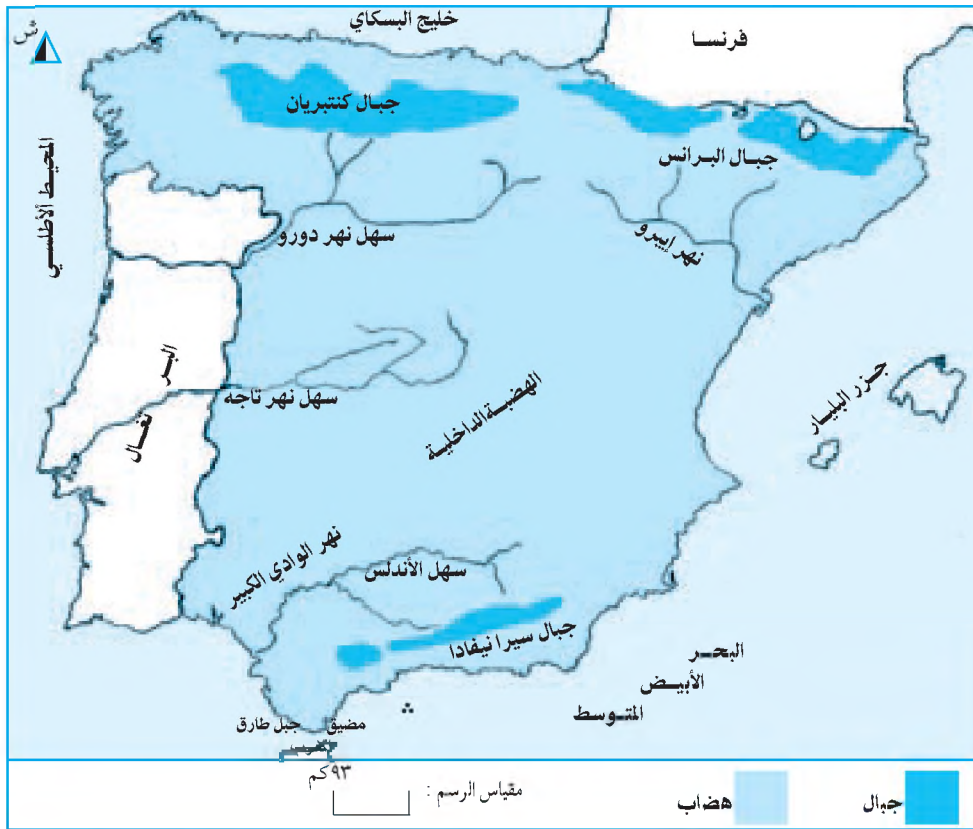 خليج البسكاي
فرنسا
ش
جبال كنتبريان
جبال البرانس
المحيط الأطلسي
سهل نهر دورو
نهر إيبرو
البر
تغال
سهل نهر تاجه
الهضبة الداخلية
جزر البليار
نهر الوادي الكبير
سهل الأندلس
جبال سيرا نيفادا
البحر
الأبيض
المتوسط
مضيق جبل طارق
٩٣كم
مقياس الرسم :
هضاب
جبال